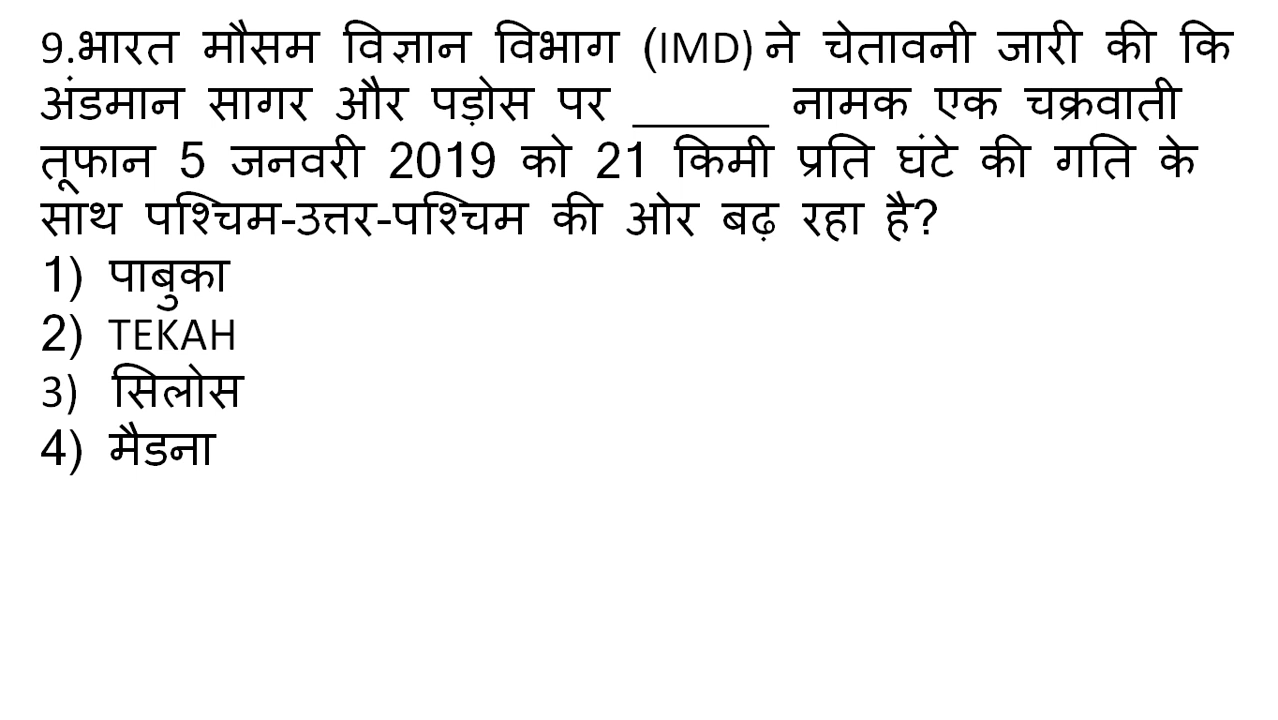 9.भारत मौसम विज्ञान विभाग (IMD) ने चेतावनी जारी की कि
अंडमान सागर और पड़ोस पर ______ नामक एक चक्रवाती
तूफान 5 जनवरी 2019 को 21 किमी प्रति घंटे की गति के
साथ पश्चिम-उत्तर-पश्चिम की ओर बढ़ रहा है?
1) पाबुका
2) TEKAH
3) सिलोस
4) मैडना